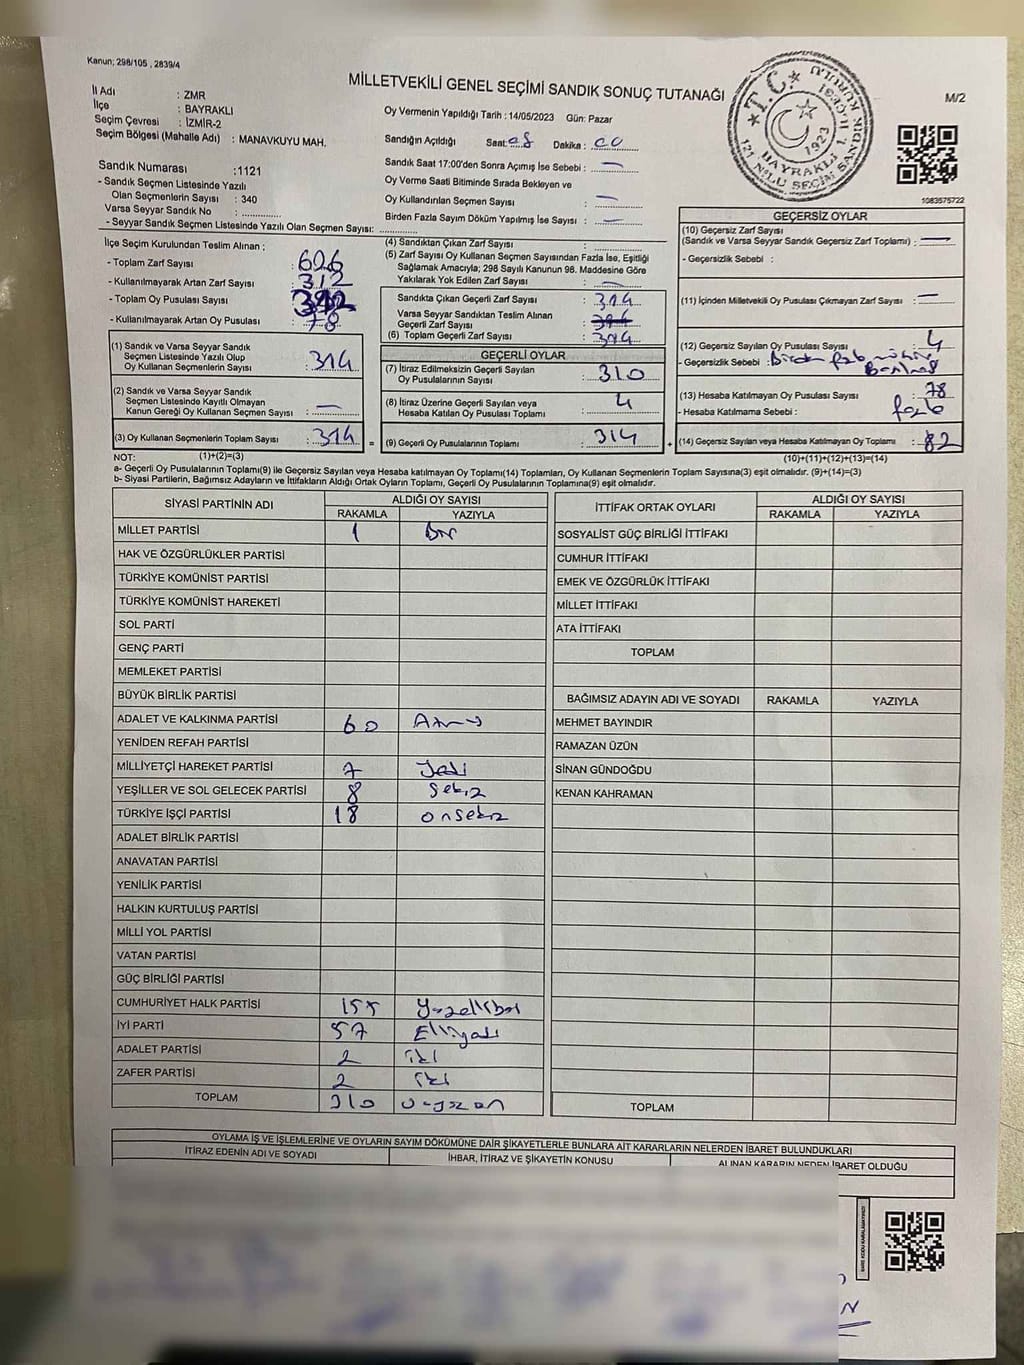 Kanun; 298/105 , 2839/4
MİLLETVEKİLİ GENEL SEÇİMİ SANDIK SONUÇ TUTANAĞI
M/2
İl Adı : ZMR
İlçe : BAYRAKLI
Seçim Çevresi : İZMİR-2
Seçim Bölgesi (Mahalle Adı) : MANAVKUYU MAH.
Oy Vermenin Yapıldığı Tarih : 14/05/2023 Gün: Pazar
Sandığın Açıldığı Saat: 08 Dakika : 00
Sandık Saat 17:00'den Sonra Açımış İse Sebebi : —
Oy Verme Saati Bitiminde Sırada Bekleyen ve
Oy Kullandırılan Seçmen Sayısı : —
Birden Fazla Sayım Döküm Yapılmış İse Sayısı : —
T.C.
BAYRAKLI 1. İLÇE SEÇİM KURULU
1121 NOLU SEÇİM SANDIK
1923
1083575722
Sandık Numarası :1121
- Sandık Seçmen Listesinde Yazılı
Olan Seçmenlerin Sayısı : 340
Varsa Seyyar Sandık No : ..............
- Seyyar Sandık Seçmen Listesinde Yazılı Olan Seçmen Sayısı: ..............
İlçe Seçim Kurulundan Teslim Alınan ;
- Toplam Zarf Sayısı : 626
- Kullanılmayarak Artan Zarf Sayısı : 312
- Toplam Oy Pusulası Sayısı : 392
- Kullanılmayarak Artan Oy Pusulası : 78
(1) Sandık ve Varsa Seyyar Sandık
Seçmen Listesinde Yazılı Olup
Oy Kullanan Seçmenlerin Sayısı : 314
(2) Sandık ve Varsa Seyyar Sandık
Seçmen Listesinde Kayıtlı Olmayan
Kanun Gereği Oy Kullanan Seçmen Sayısı : —
(3) Oy Kullanan Seçmenlerin Toplam Sayısı : 314 =
(1)+(2)=(3)
(4) Sandıktan Çıkan Zarf Sayısı : ..............
(5) Zarf Sayısı Oy Kullanan Seçmen Sayısından Fazla İse, Eşitliği
Sağlamak Amacıyla; 298 Sayılı Kanunun 98. Maddesine Göre
Yakılarak Yok Edilen Zarf Sayısı : —
Sandıkta Çıkan Geçerli Zarf Sayısı : 314
Varsa Seyyar Sandıktan Teslim Alınan
Geçerli Zarf Sayısı : 314
(6) Toplam Geçerli Zarf Sayısı : 314
GEÇERLİ OYLAR
(7) İtiraz Edilmeksizin Geçerli Sayılan
Oy Pusulalarının Sayısı : 310
(8) İtiraz Üzerine Geçerli Sayılan veya
Hesaba Katılan Oy Pusulası Toplamı : 4
(9) Geçerli Oy Pusulalarının Toplamı : 314 +
GEÇERSİZ OYLAR
(10) Geçersiz Zarf Sayısı
(Sandık ve Varsa Seyyar Sandık Geçersiz Zarf Toplamı) : —
- Geçersizlik Sebebi :
(11) İçinden Milletvekili Oy Pusulası Çıkmayan Zarf Sayısı : —
(12) Geçersiz Sayılan Oy Pusulası Sayısı : 4
- Geçersizlik Sebebi : Birden fazla mühür
(13) Hesaba Katılmayan Oy Pusulası Sayısı : 78
- Hesaba Katılmama Sebebi : fazla
(14) Geçersiz Sayılan veya Hesaba Katılmayan Oy Toplamı : 82
(10)+(11)+(12)+(13)=(14)
NOT:
a- Geçerli Oy Pusulalarının Toplamı(9) ile Geçersiz Sayılan veya Hesaba katılmayan Oy Toplamı(14) Toplamları, Oy Kullanan Seçmenlerin Toplam Sayısına(3) eşit olmalıdır. (9)+(14)=(3)
b- Siyasi Partilerin, Bağımsız Adayların ve İttifakların Aldığı Ortak Oyların Toplamı, Geçerli Oy Pusulalarının Toplamına(9) eşit olmalıdır.
SİYASİ PARTİNİN ADI ALDIĞI OY SAYISI
RAKAMLA YAZIYLA
MİLLET PARTİSİ 1 Bir
HAK VE ÖZGÜRLÜKLER PARTİSİ
TÜRKİYE KOMÜNİST PARTİSİ
TÜRKİYE KOMÜNİST HAREKETİ
SOL PARTİ
GENÇ PARTİ
MEMLEKET PARTİSİ
BÜYÜK BİRLİK PARTİSİ
ADALET VE KALKINMA PARTİSİ 60 Atmış
YENİDEN REFAH PARTİSİ
MİLLİYETÇİ HAREKET PARTİSİ 7 Yedi
YEŞİLLER VE SOL GELECEK PARTİSİ 8 Sekiz
TÜRKİYE İŞÇİ PARTİSİ 18 onsekiz
ADALET BİRLİK PARTİSİ
ANAVATAN PARTİSİ
YENİLİK PARTİSİ
HALKIN KURTULUŞ PARTİSİ
MİLLİ YOL PARTİSİ
VATAN PARTİSİ
GÜÇ BİRLİĞİ PARTİSİ
CUMHURİYET HALK PARTİSİ 155 Yüzellibeş
İYİ PARTİ 57 Elliyedi
ADALET PARTİSİ 2 iki
ZAFER PARTİSİ 2 iki
TOPLAM 310 üçyüzon
İTTİFAK ORTAK OYLARI ALDIĞI OY SAYISI
RAKAMLA YAZIYLA
SOSYALİST GÜÇ BİRLİĞİ İTTİFAKI
CUMHUR İTTİFAKI
EMEK VE ÖZGÜRLÜK İTTİFAKI
MİLLET İTTİFAKI
ATA İTTİFAKI
TOPLAM
BAĞIMSIZ ADAYIN ADI VE SOYADI RAKAMLA YAZIYLA
MEHMET BAYINDIR
RAMAZAN ÜZÜN
SİNAN GÜNDOĞDU
KENAN KAHRAMAN
TOPLAM
OYLAMA İŞ VE İŞLEMLERİNE VE OYLARIN SAYIM DÖKÜMÜNE DAİR ŞİKAYETLERLE BUNLARA AİT KARARLARIN NELERDEN İBARET BULUNDUKLARI
İTİRAZ EDENİN ADI VE SOYADI İHBAR, İTİRAZ VE ŞİKAYETİN KONUSU ALINAN KARARIN NEDEN İBARET OLDUĞU
BARE KODU KARALAMAYINIZ!